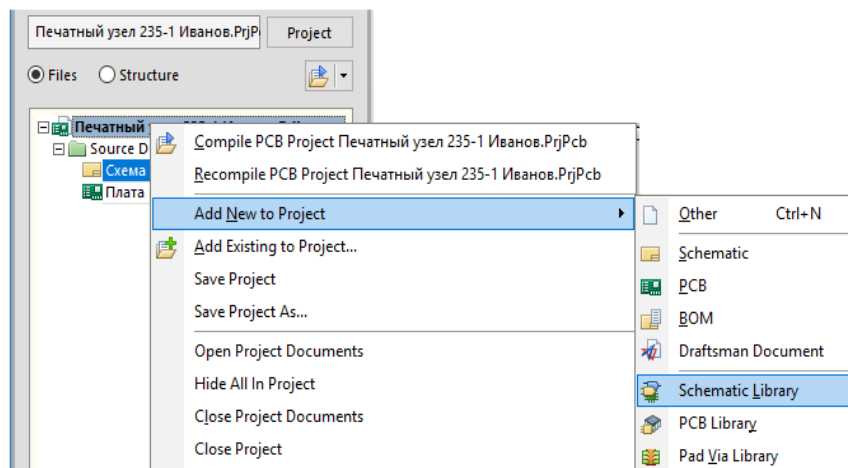 Печатный узел 235-1 Иванов.PrjP
Project
Files
Structure
Печатный
Source D
Схема
Плата
Compile PCB Project Печатный узел 235-1 Иванов.PrjPcb
Recompile PCB Project Печатный узел 235-1 Иванов.PrjPcb
Add New to Project
Add Existing to Project...
Save Project
Save Project As...
Open Project Documents
Hide All In Project
Close Project Documents
Close Project
Other Ctrl+N
Schematic
PCB
BOM
Draftsman Document
Schematic Library
PCB Library
Pad Via Library